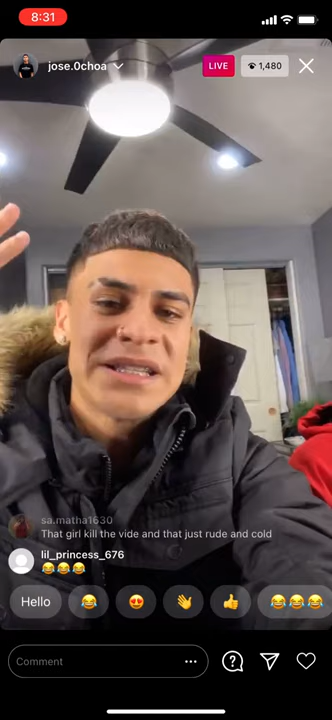 8:31
jose.0choa
LIVE
1,480
sa.matha1630
That girl kill the vide and that just rude and cold
lil_princess_676
😂😂😂
Hello
😂
😍
👋
👍
😂😂😂
Comment